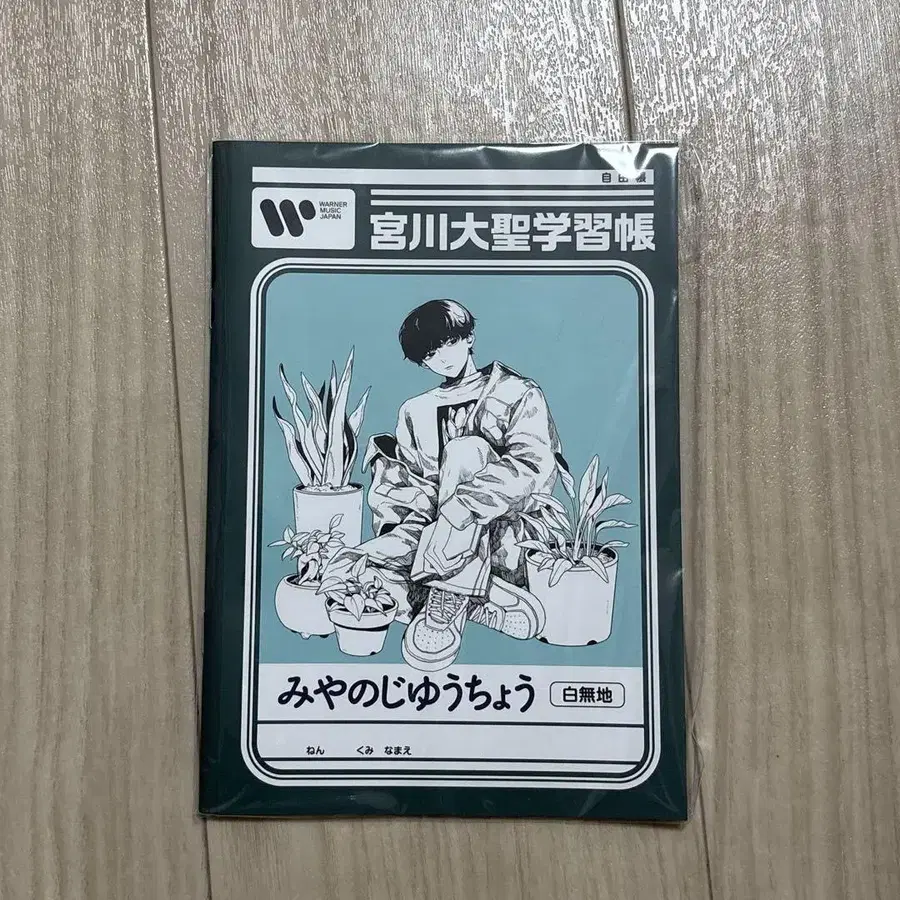 自由帳
WARNER
MUSIC
JAPAN
宮川大聖学習帳
みやのじゆうちょう
白無地
ねん くみ なまえ